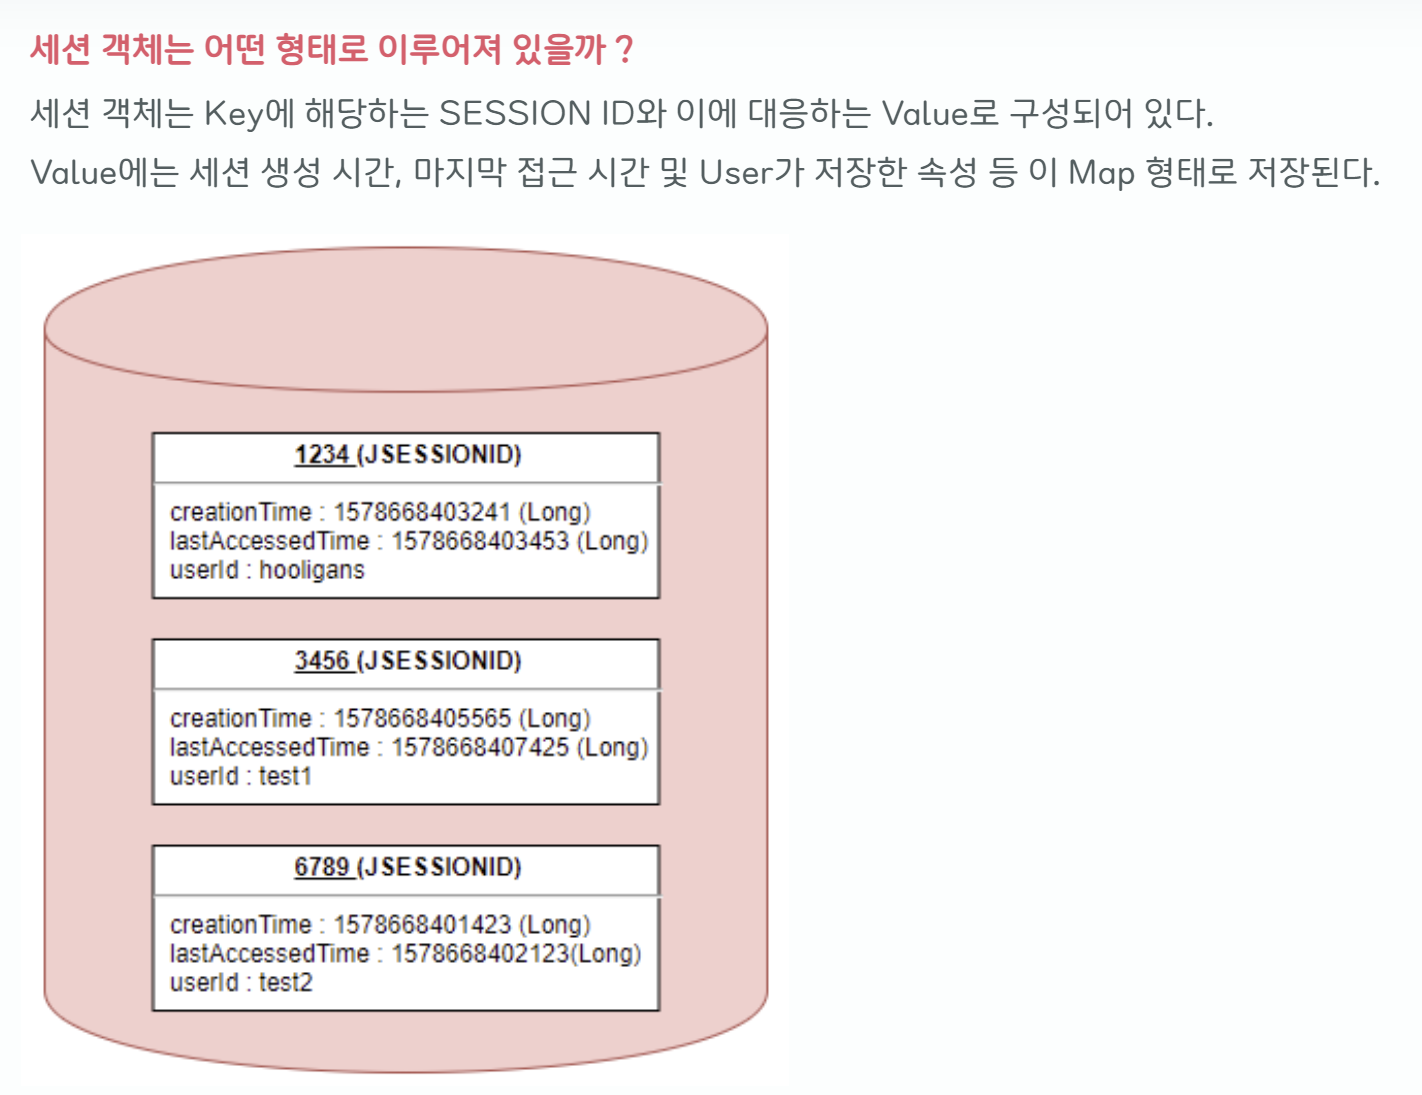 세션 객체는 어떤 형태로 이루어져 있을까 ?
세션 객체는 Key에 해당하는 SESSION ID와 이에 대응하는 Value로 구성되어 있다.
Value에는 세션 생성 시간, 마지막 접근 시간 및 User가 저장한 속성 등 이 Map 형태로 저장된다.
1234 (JSESSIONID)
creationTime : 1578668403241 (Long)
lastAccessedTime : 1578668403453 (Long)
userId : hooligans
3456 (JSESSIONID)
creationTime : 1578668405565 (Long)
lastAccessedTime : 1578668407425 (Long)
userId : test1
6789 (JSESSIONID)
creationTime : 1578668401423 (Long)
lastAccessedTime : 1578668402123(Long)
userId : test2